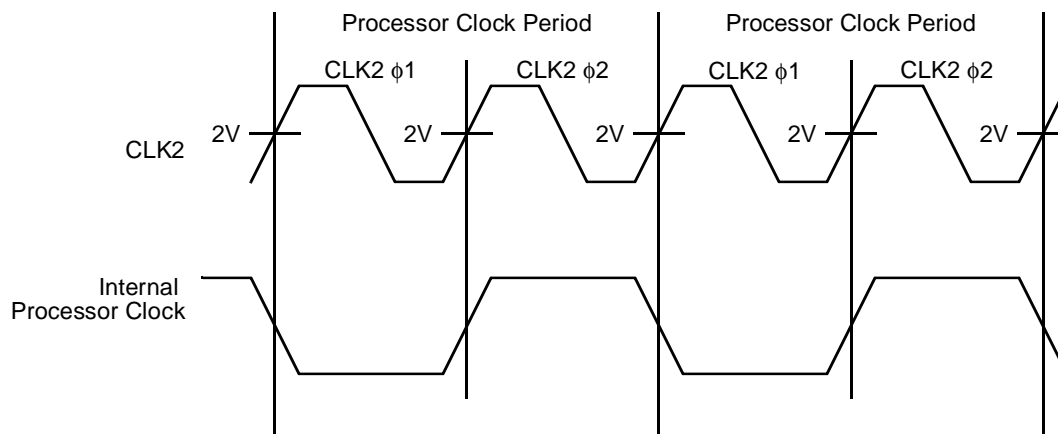 Processor Clock Period
Processor Clock Period
CLK2 ϕ1
CLK2 ϕ2
CLK2 ϕ1
CLK2 ϕ2
2V
2V
2V
2V
2V
CLK2
Internal
Processor Clock